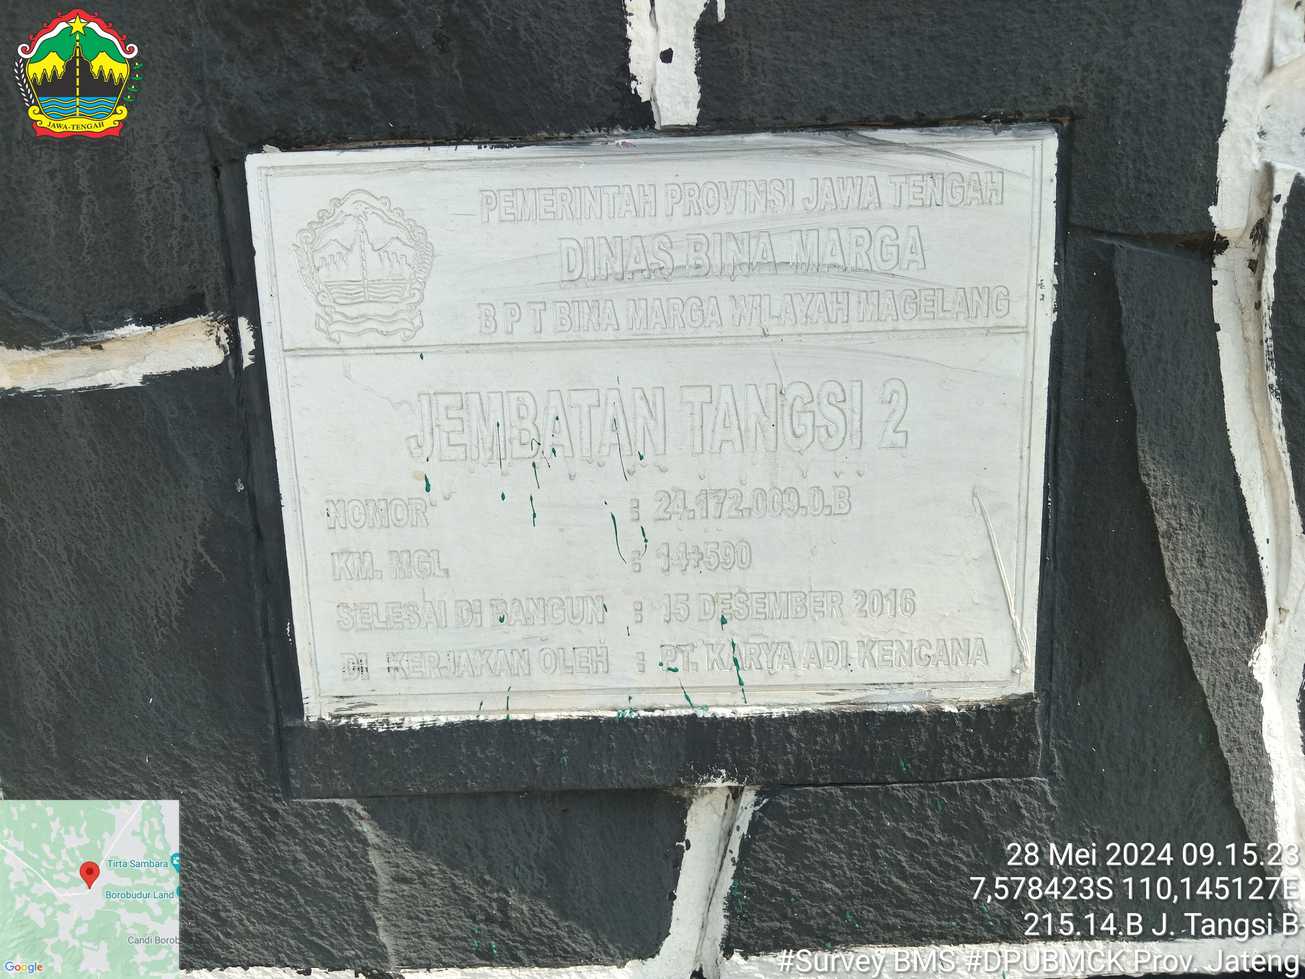 JAWA-TENGAH
PEMERINTAH PROVINSI JAWA TENGAH
DINAS BINA MARGA
B P T BINA MARGA WILAYAH MAGELANG
JEMBATAN TANGSI 2
NOMOR : 24.172.009.0.B
KM. MGL : 14+590
SELESAI DI BANGUN : 15 DESEMBER 2016
DI KERJAKAN OLEH : PT. KARYA ADI KENCANA
Tirta Sambara
Borobudur Land
Candi Borob
Google
28 Mei 2024 09.15.23
7,578423S 110,145127E
215.14.B J. Tangsi B
#Survey BMS #DPUBMCK Prov. Jateng